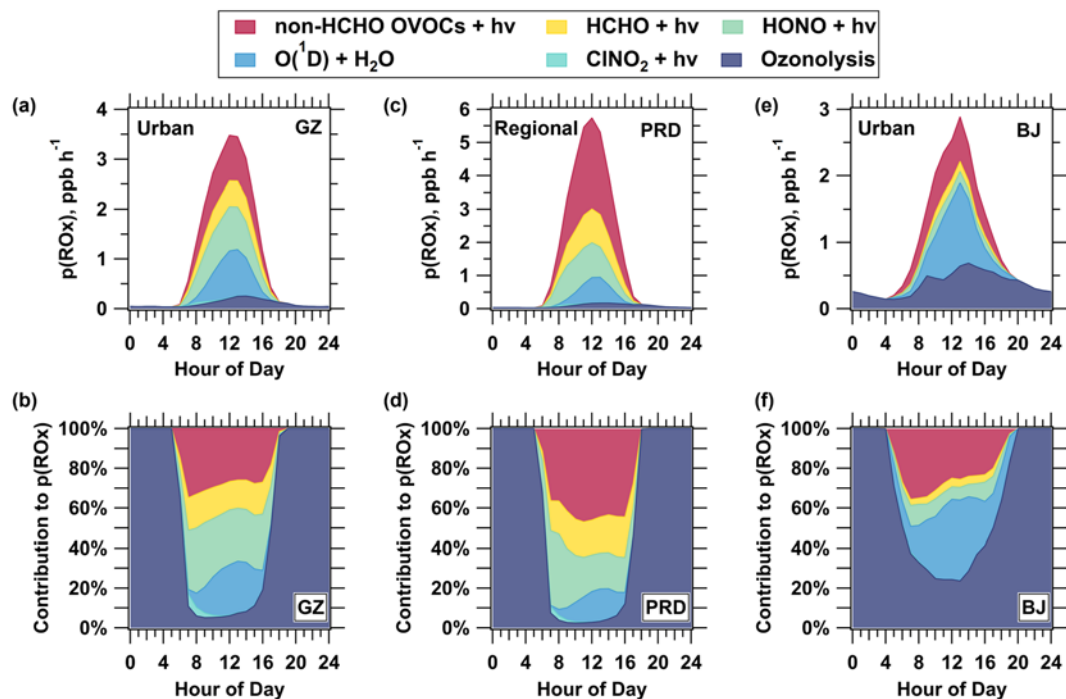 non-HCHO OVOCs + hv HCHO + hv HONO + hv
O(¹D) + H₂O ClNO₂ + hv Ozonolysis
(a) (c) (e)
Urban GZ
p(ROx), ppb h⁻¹
4
3
2
1
0
0 4 8 12 16 20 24
Hour of Day
Regional PRD
p(ROx), ppb h⁻¹
6
5
4
3
2
1
0
0 4 8 12 16 20 24
Hour of Day
Urban BJ
p(ROx), ppb h⁻¹
3
2
1
0
0 4 8 12 16 20 24
Hour of Day
(b) (d) (f)
Contribution to p(ROx)
100%
80%
60%
40%
20%
0%
GZ
0 4 8 12 16 20 24
Hour of Day
Contribution to p(ROx)
100%
80%
60%
40%
20%
0%
PRD
0 4 8 12 16 20 24
Hour of Day
Contribution to p(ROx)
100%
80%
60%
40%
20%
0%
BJ
0 4 8 12 16 20 24
Hour of Day